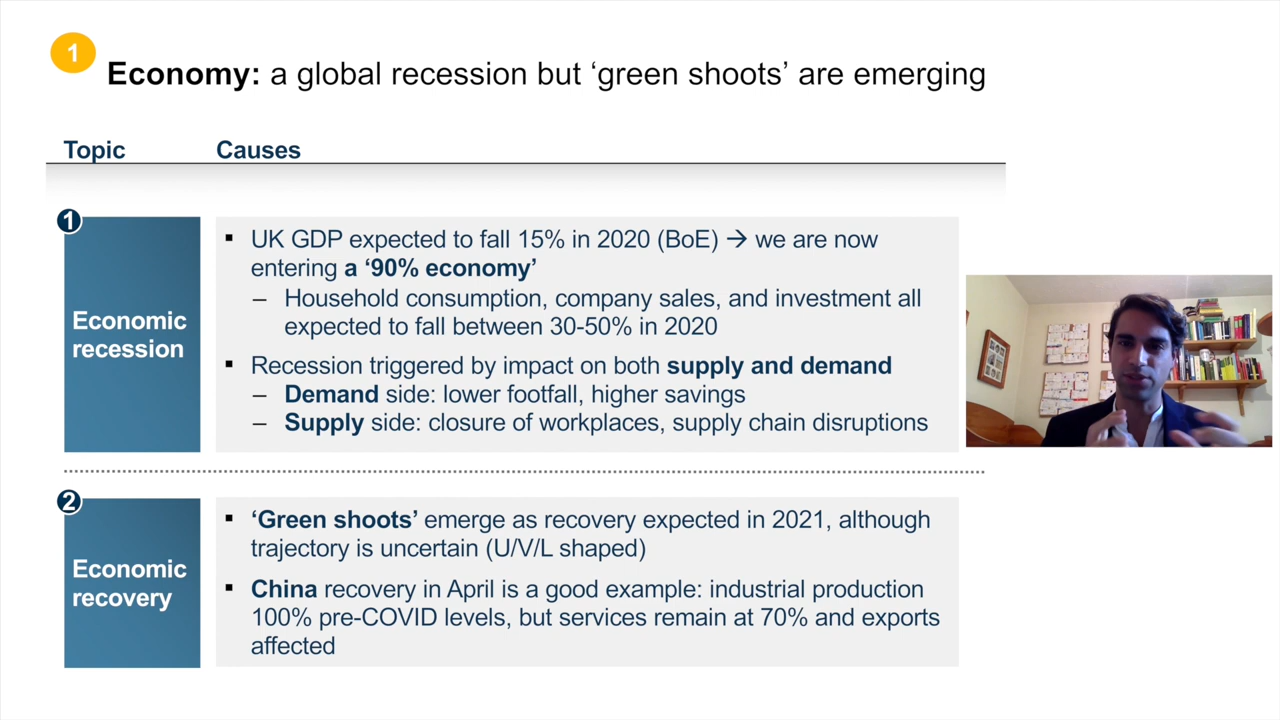 1
Economy: a global recession but ‘green shoots’ are emerging
Topic
Causes
1
Economic
recession
▪ UK GDP expected to fall 15% in 2020 (BoE) → we are now
entering a ‘90% economy’
– Household consumption, company sales, and investment all
expected to fall between 30-50% in 2020
▪ Recession triggered by impact on both supply and demand
– Demand side: lower footfall, higher savings
– Supply side: closure of workplaces, supply chain disruptions
2
Economic
recovery
▪ ‘Green shoots’ emerge as recovery expected in 2021, although
trajectory is uncertain (U/V/L shaped)
▪ China recovery in April is a good example: industrial production
100% pre-COVID levels, but services remain at 70% and exports
affected